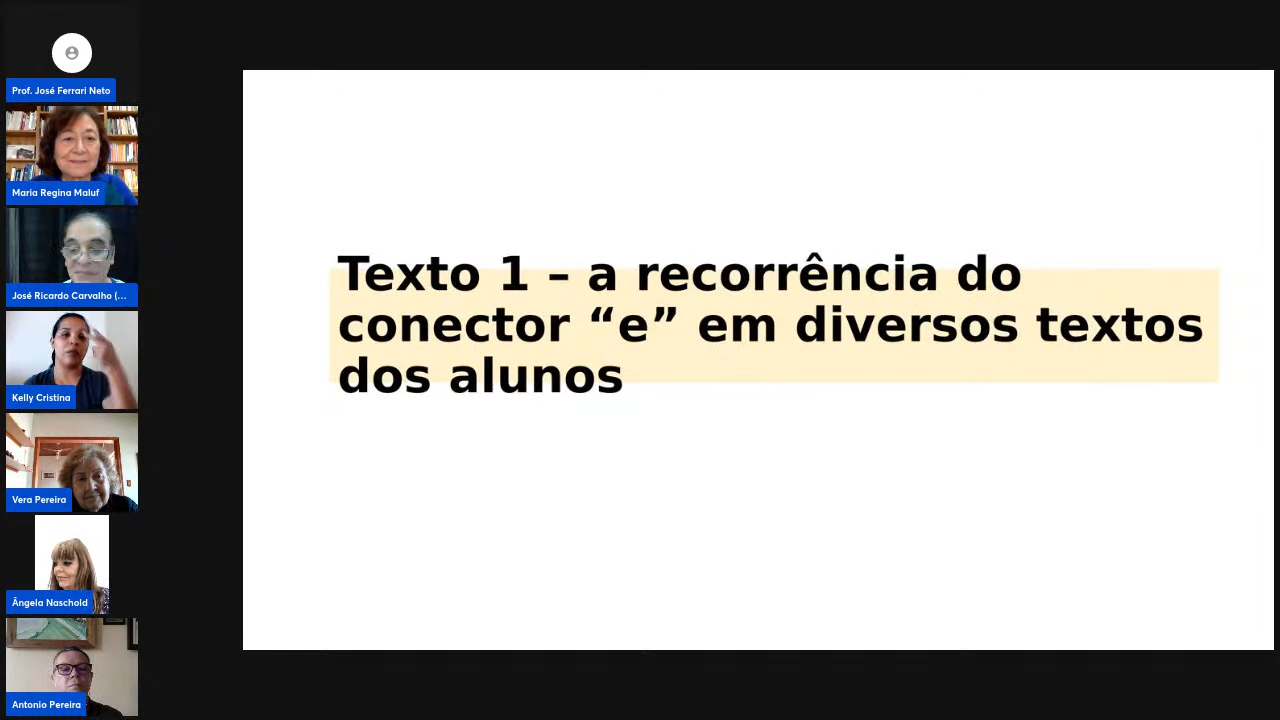 Prof. José Ferrari Neto
Maria Regina Maluf
José Ricardo Carvalho (...
Kelly Cristina
Vera Pereira
Ângela Naschold
Antonio Pereira
Texto 1 – a recorrência do
conector “e” em diversos textos
dos alunos